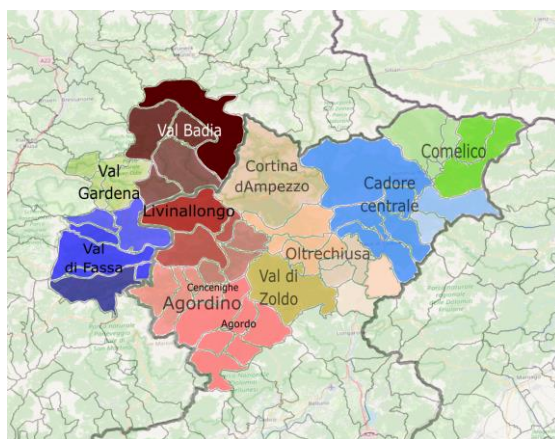 Val Badia
Comelico
Val
Gardena
Cortina
dAmpezzo
Cadore
centrale
Livinallongo
Val
di Fassa
Oltrechiusa
Cencenighe
Agordino
Val di
Zoldo
Agordo
A22